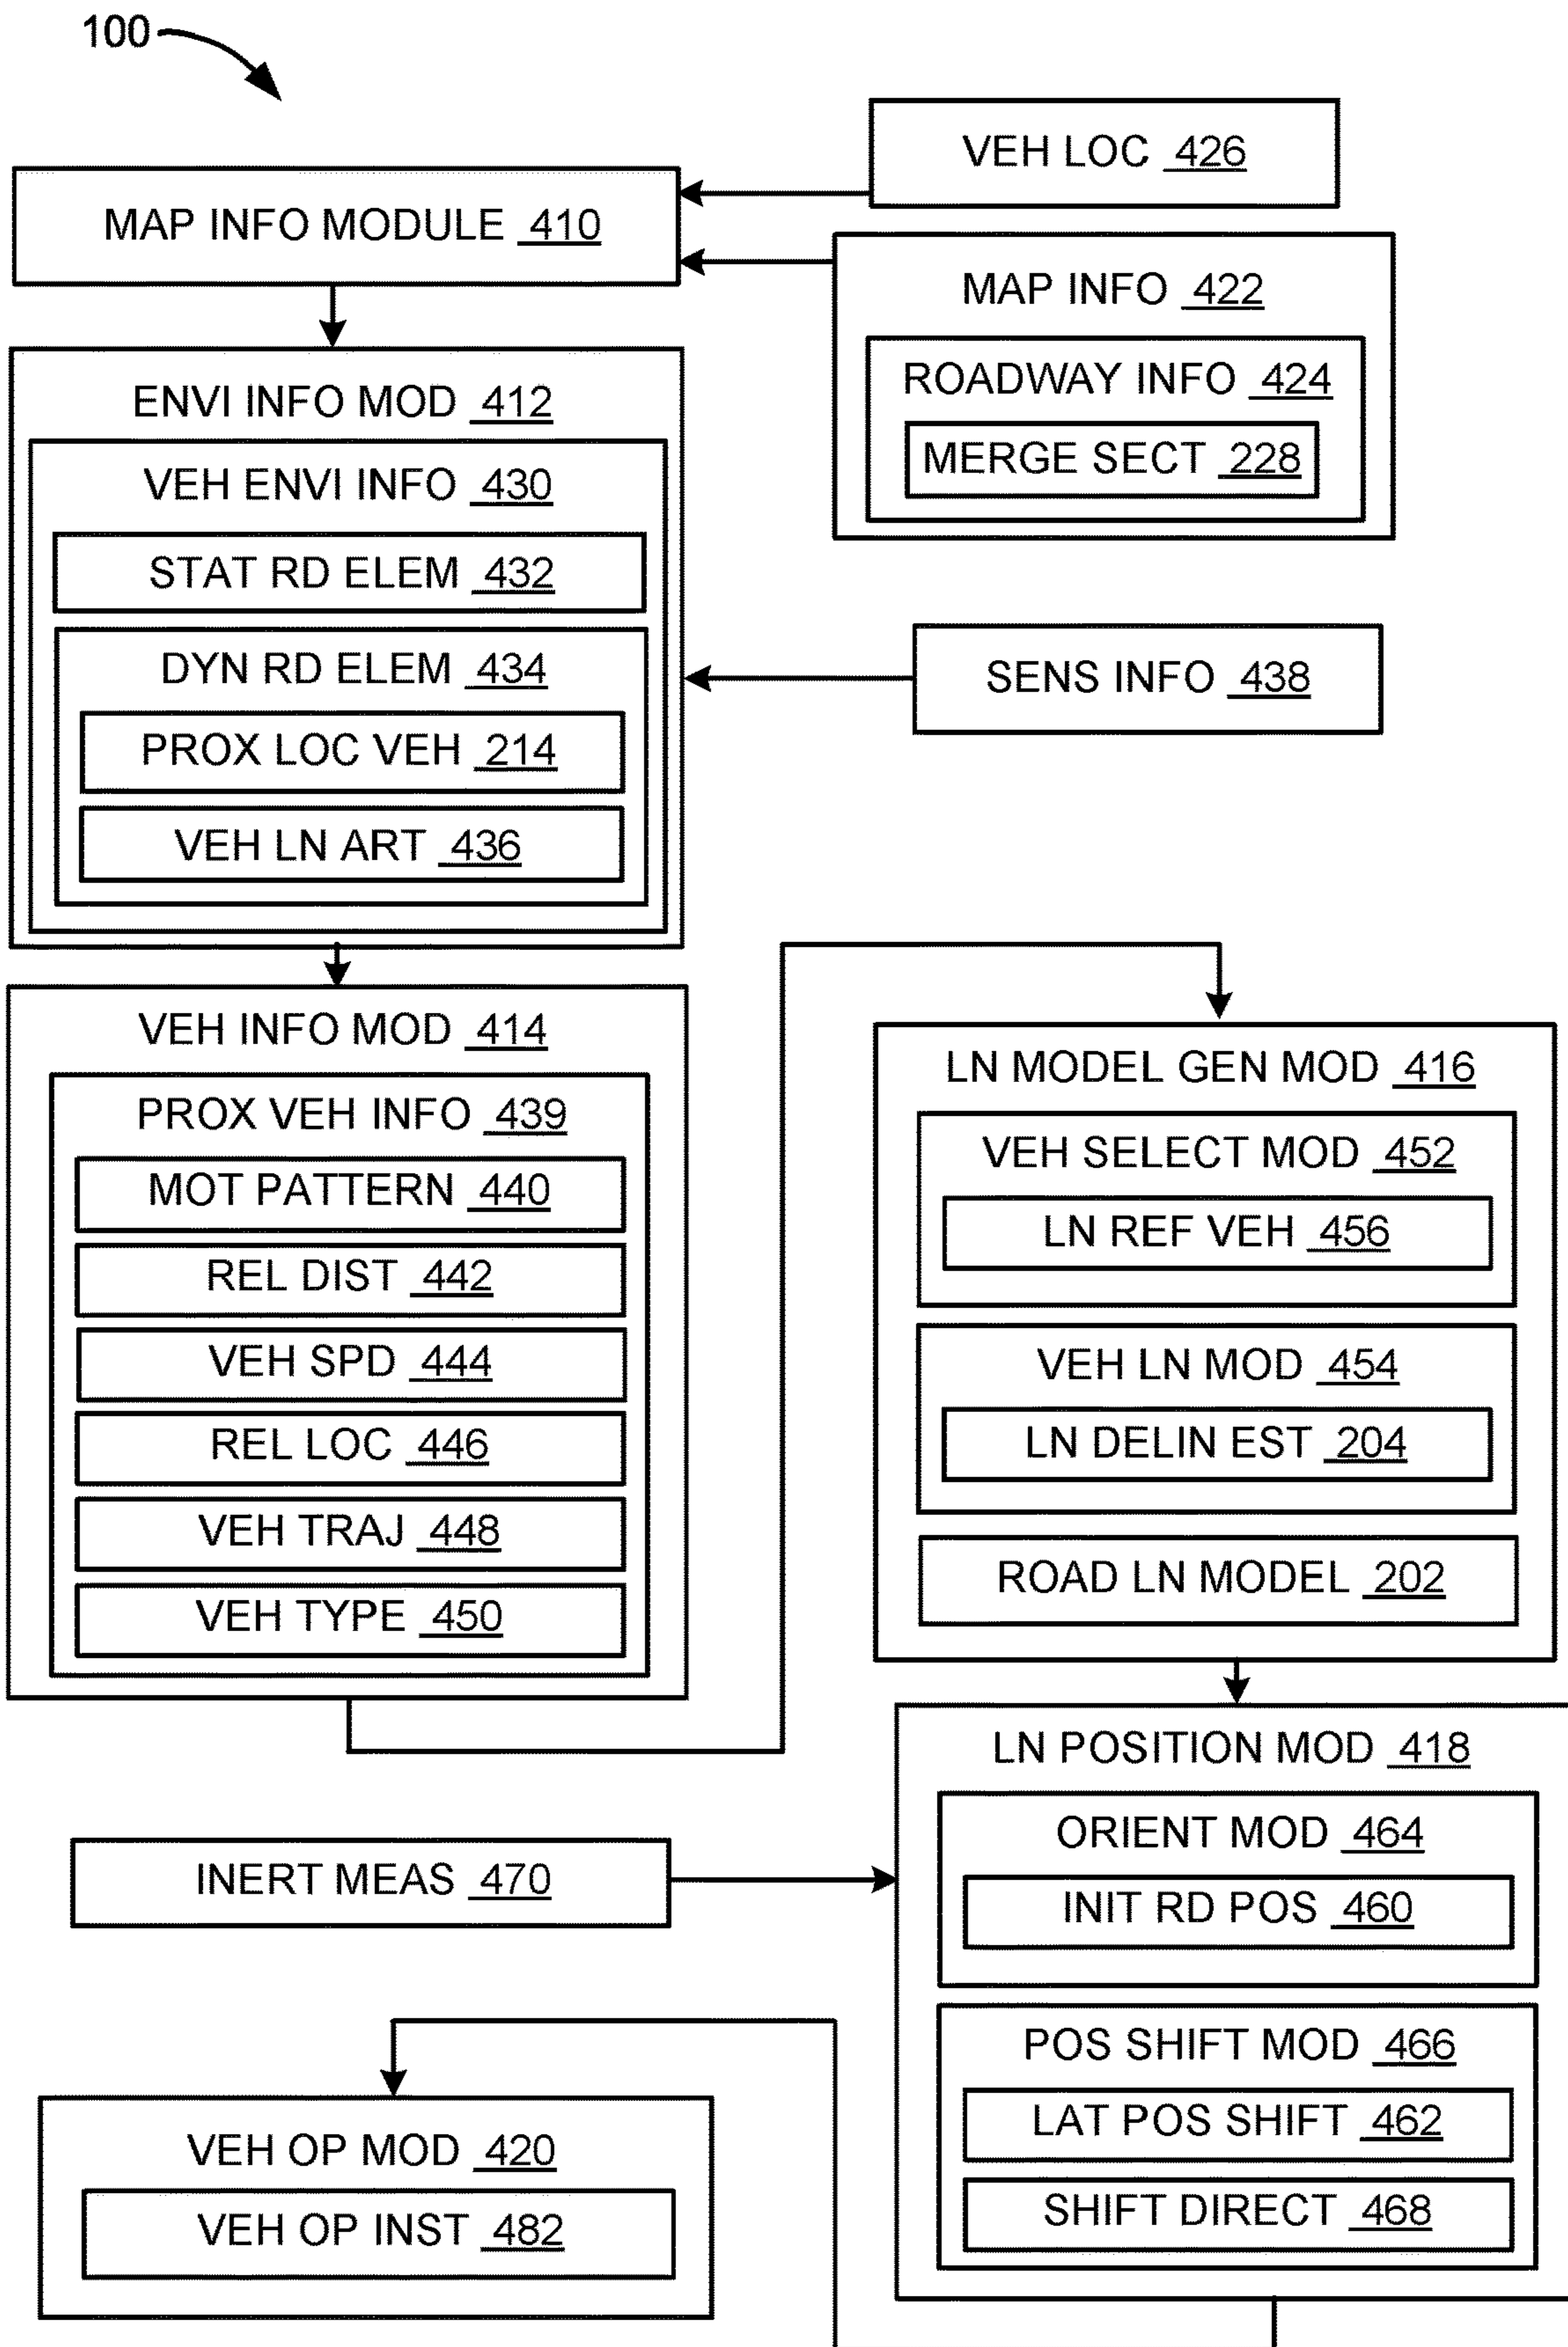 100
VEH LOC 426
MAP INFO MODULE 410
MAP INFO 422
ROADWAY INFO 424
MERGE SECT 228
ENVI INFO MOD 412
VEH ENVI INFO 430
STAT RD ELEM 432
DYN RD ELEM 434
PROX LOC VEH 214
VEH LN ART 436
SENS INFO 438
VEH INFO MOD 414
PROX VEH INFO 439
MOT PATTERN 440
REL DIST 442
VEH SPD 444
REL LOC 446
VEH TRAJ 448
VEH TYPE 450
LN MODEL GEN MOD 416
VEH SELECT MOD 452
LN REF VEH 456
VEH LN MOD 454
LN DELIN EST 204
ROAD LN MODEL 202
LN POSITION MOD 418
ORIENT MOD 464
INIT RD POS 460
INERT MEAS 470
POS SHIFT MOD 466
LAT POS SHIFT 462
SHIFT DIRECT 468
VEH OP MOD 420
VEH OP INST 482